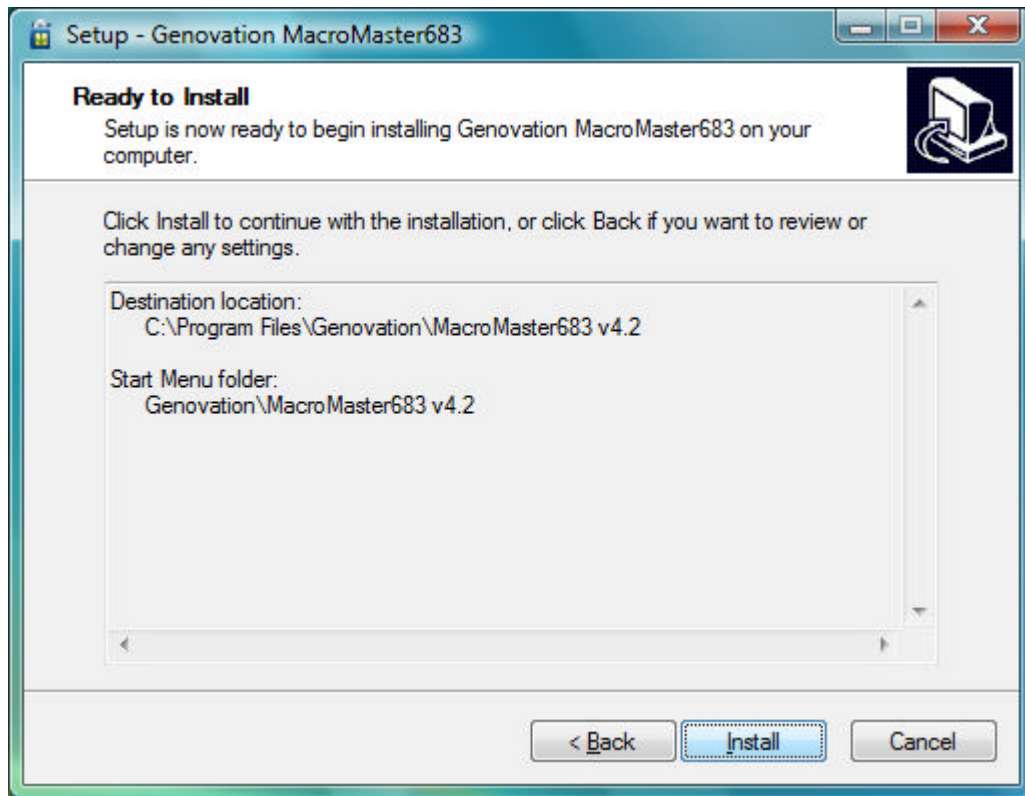 Setup - Genovation MacroMaster683
Ready to Install
Setup is now ready to begin installing Genovation MacroMaster683 on your
computer.
Click Install to continue with the installation, or click Back if you want to review or
change any settings.
Destination location:
C:\Program Files\Genovation\MacroMaster683 v4.2
Start Menu folder:
Genovation\MacroMaster683 v4.2
< Back
Install
Cancel